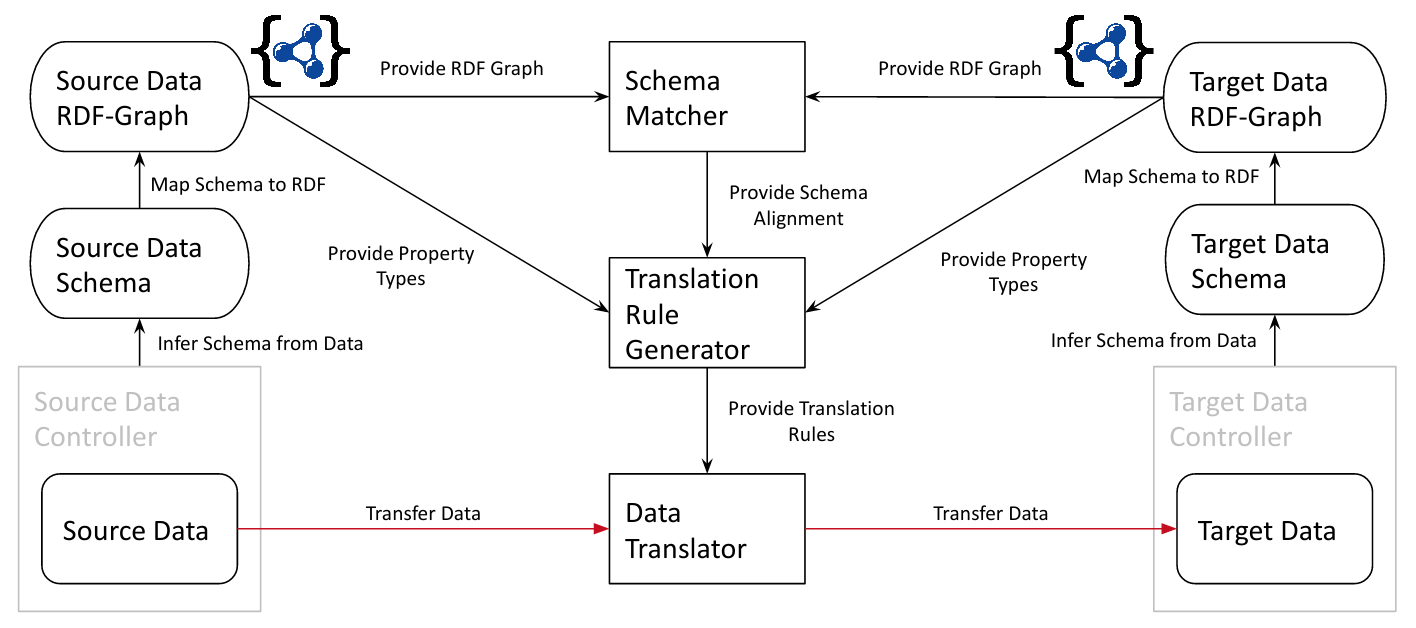 Source Data
RDF-Graph
Provide RDF Graph
Schema
Matcher
Provide RDF Graph
Target Data
RDF-Graph
Map Schema to RDF
Provide Schema
Alignment
Map Schema to RDF
Source Data
Schema
Provide Property
Types
Translation
Rule
Generator
Provide Property
Types
Target Data
Schema
Infer Schema from Data
Infer Schema from Data
Source Data
Controller
Provide Translation
Rules
Target Data
Controller
Source Data
Transfer Data
Data
Translator
Transfer Data
Target Data